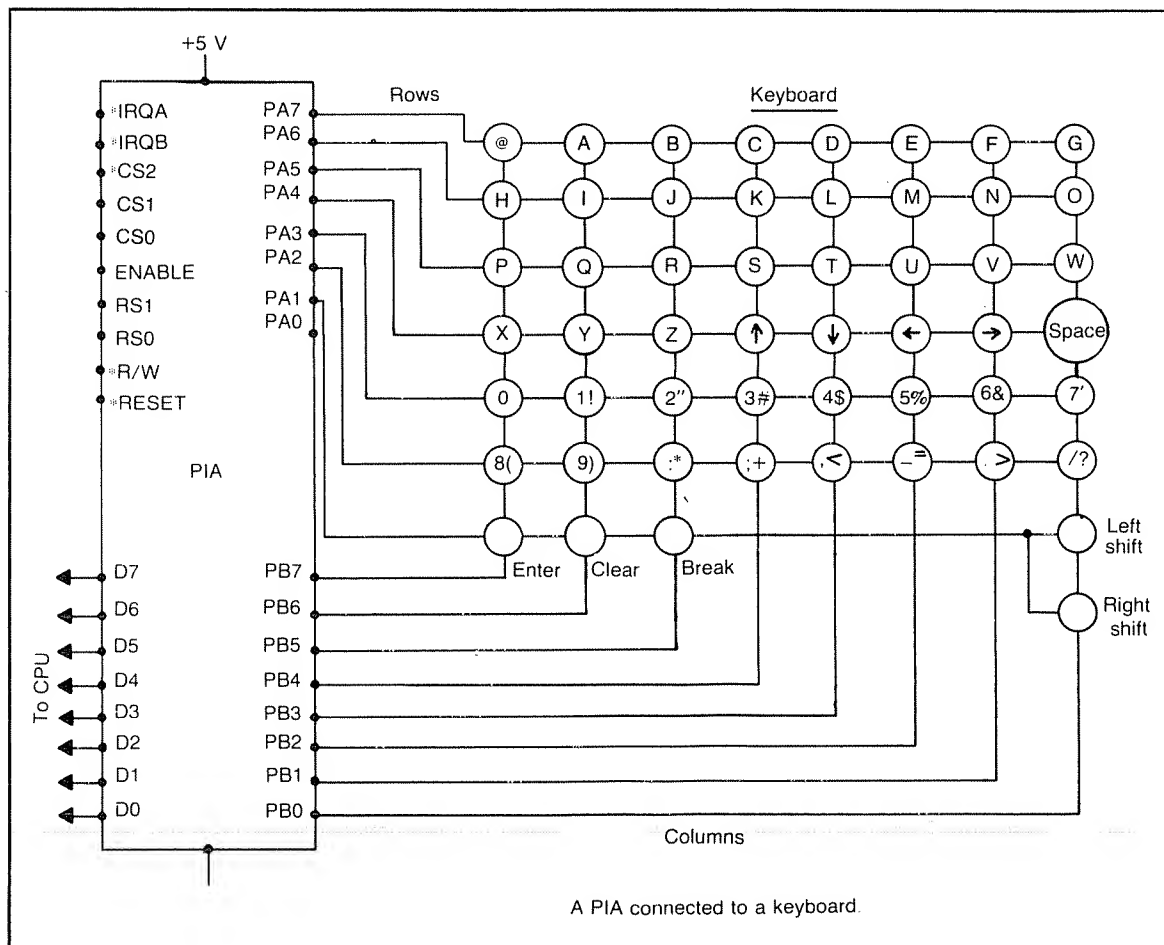 +5 V
*IRQA
*IRQB
*CS2
CS1
CS0
ENABLE
RS1
RS0
*R/W
*RESET
PIA
PA7
PA6
PA5
PA4
PA3
PA2
PA1
PA0
Rows
Keyboard
@ A B C D E F G
H I J K L M N O
P Q R S T U V W
X Y Z ↑ ↓ ← → Space
0 1! 2" 3# 4$ 5% 6& 7'
8( 9) :* ;+ ,< _= .> /?
Enter Clear Break
Left
shift
Right
shift
To CPU
D7
D6
D5
D4
D3
D2
D1
D0
PB7
PB6
PB5
PB4
PB3
PB2
PB1
PB0
Columns
A PIA connected to a keyboard.